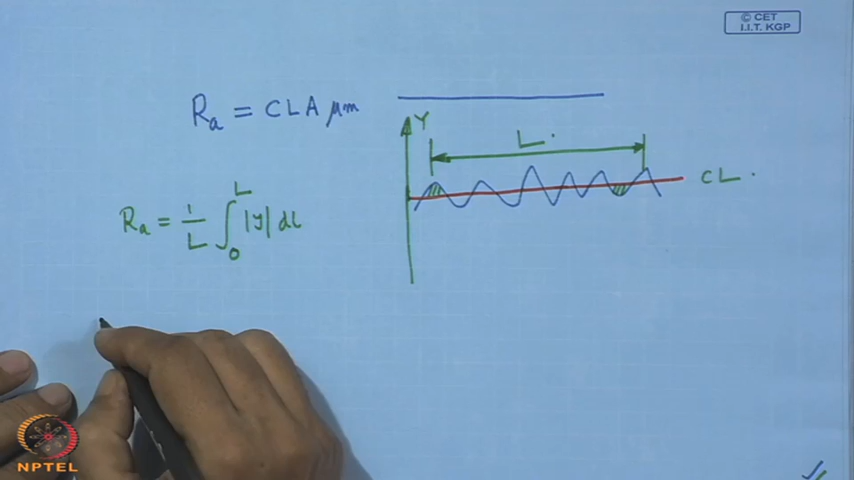 © CET
I.I.T. KGP
Rₐ = CLA μm
Y
L.
CL.
Rₐ = 1/L ∫₀ᴸ |y| dl
NPTEL